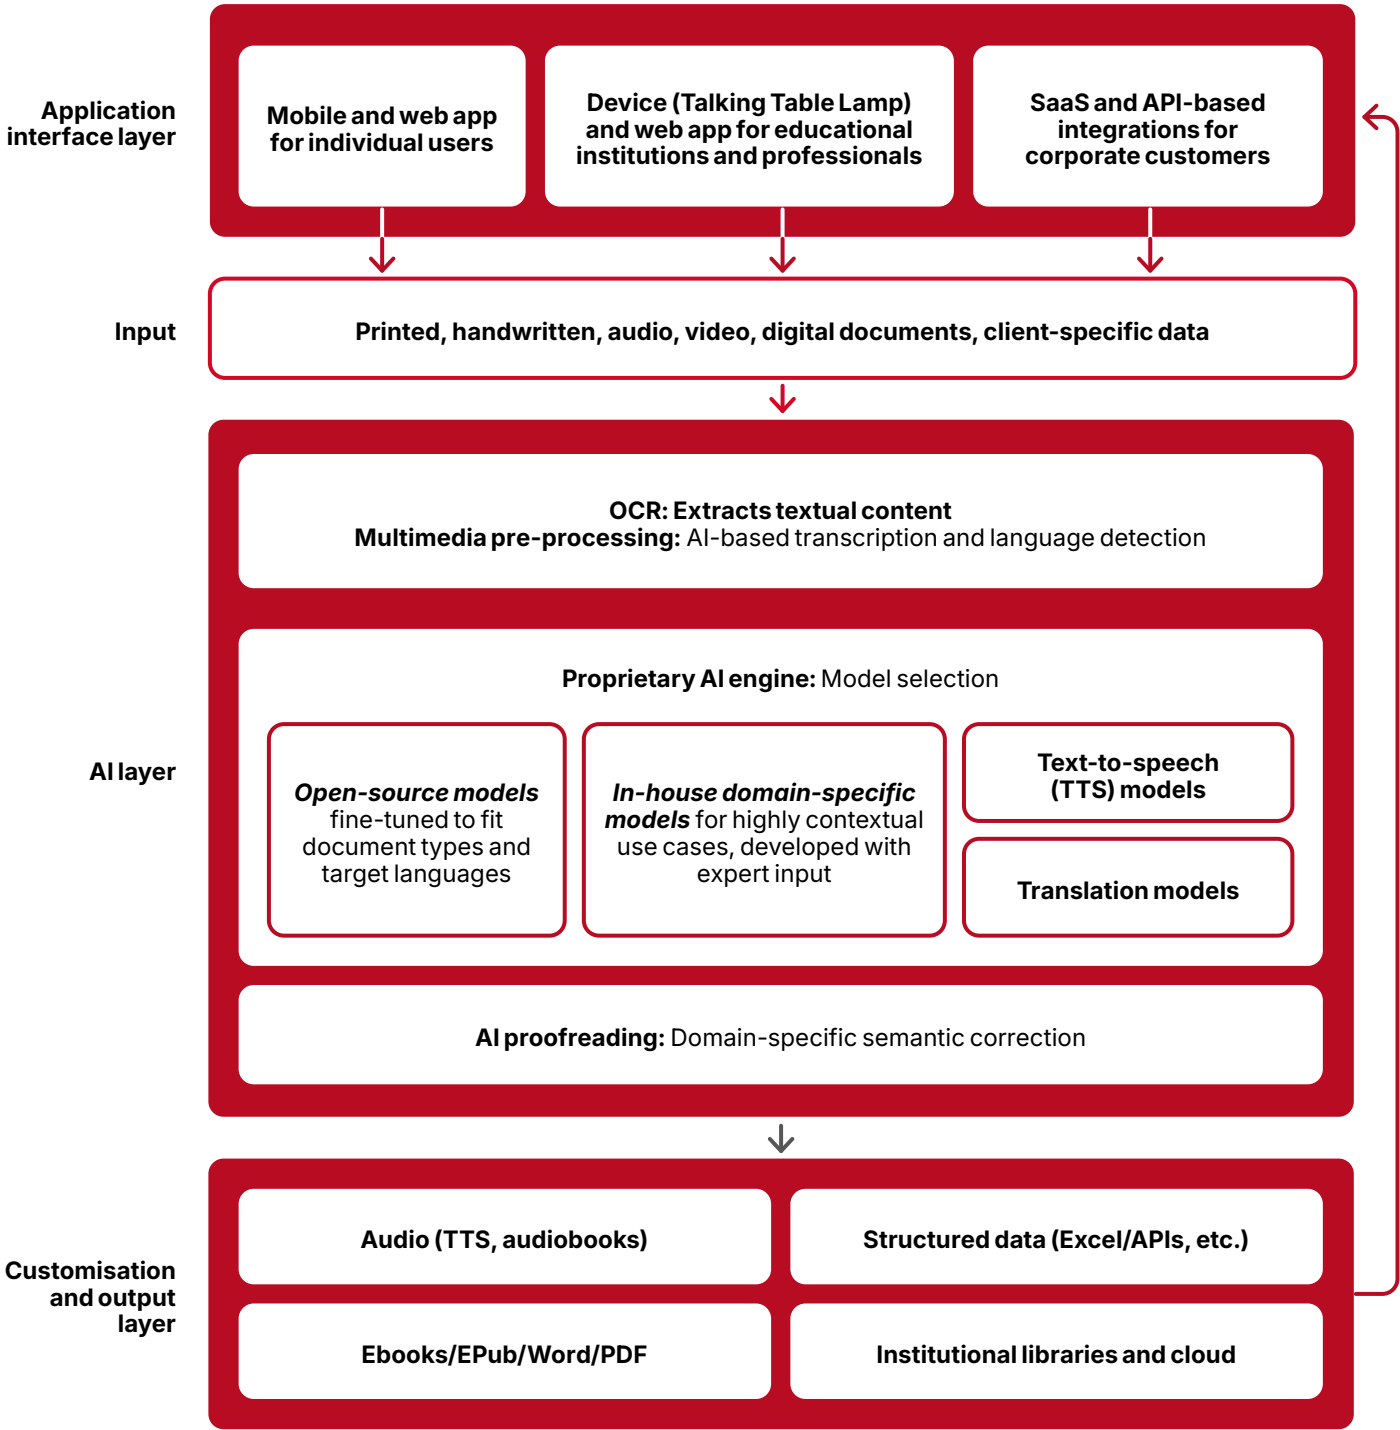 Application
interface layer
Mobile and web app
for individual users
Device (Talking Table Lamp)
and web app for educational
institutions and professionals
SaaS and API-based
integrations for
corporate customers
Input
Printed, handwritten, audio, video, digital documents, client-specific data
AI layer
OCR: Extracts textual content
Multimedia pre-processing: AI-based transcription and language detection
Proprietary AI engine: Model selection
Open-source models
fine-tuned to fit
document types and
target languages
In-house domain-specific
models for highly contextual
use cases, developed with
expert input
Text-to-speech
(TTS) models
Translation models
AI proofreading: Domain-specific semantic correction
Customisation
and output
layer
Audio (TTS, audiobooks)
Structured data (Excel/APIs, etc.)
Ebooks/EPub/Word/PDF
Institutional libraries and cloud